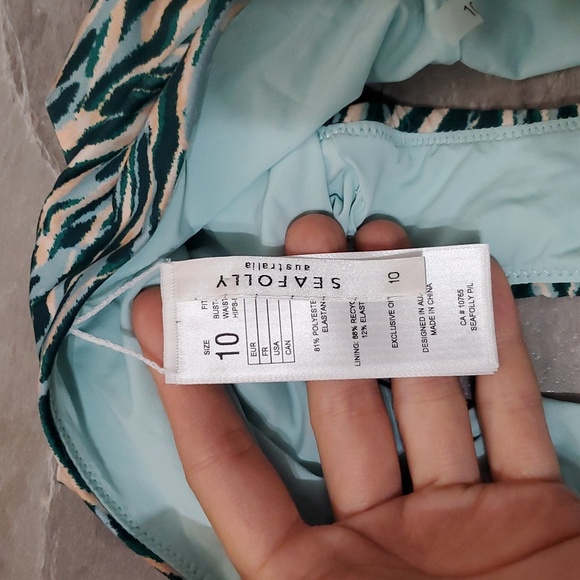 SEAFOLLY
australia
10
SIZE
10
FIT
BUST-
WAIST
HIPS-
EUR
FR
USA
CAN
81% POLYESTE
ELASTAN
LINING: 88% RECYC
12% ELAST
EXCLUSIVE OF
DESIGNED IN AU
MADE IN CHINA
CA # 10765
SEAFOLLY P/L